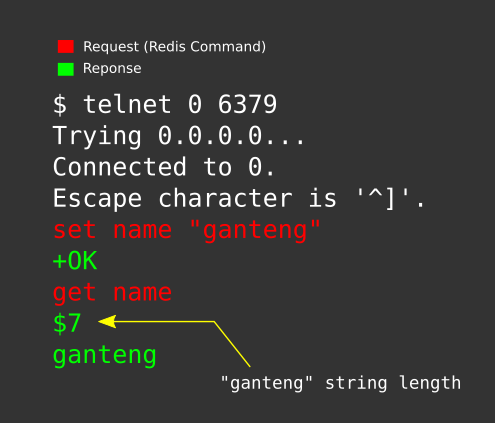 Request (Redis Command)
Reponse
$ telnet 0 6379
Trying 0.0.0.0...
Connected to 0.
Escape character is '^]'.
set name "ganteng"
+OK
get name
$7
ganteng
"ganteng" string length